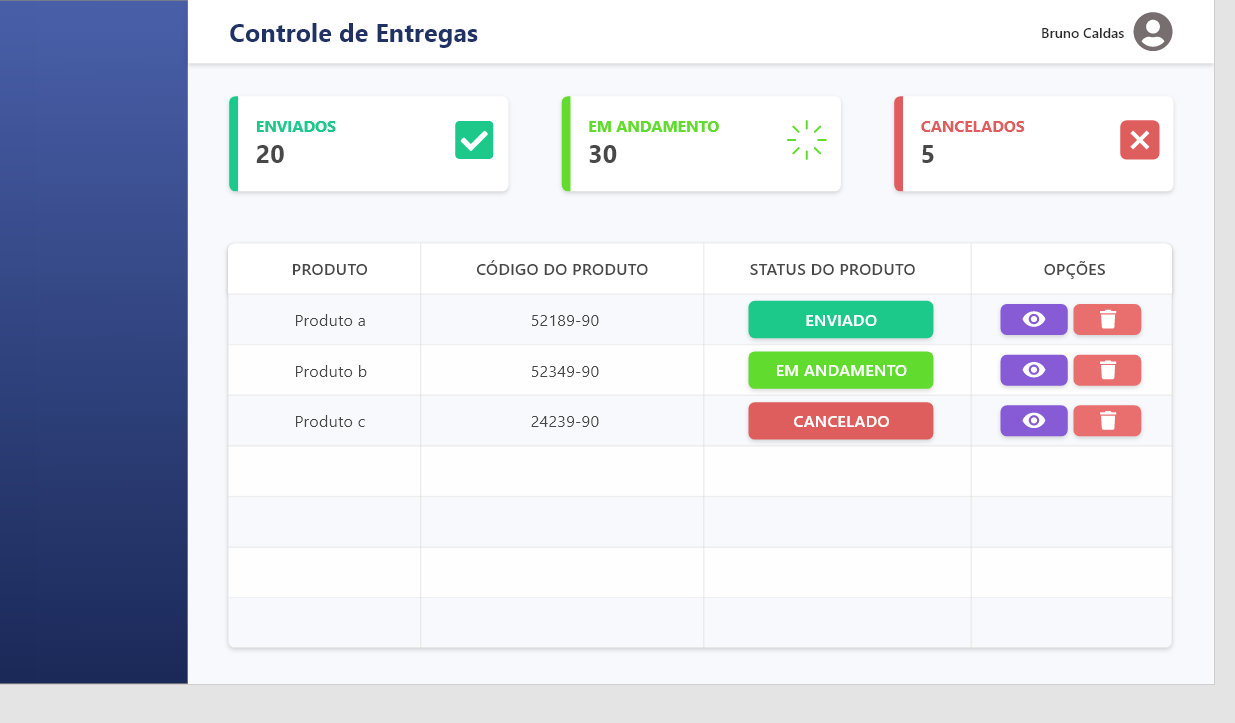 Controle de Entregas
Bruno Caldas
ENVIADOS
20
EM ANDAMENTO
30
CANCELADOS
5
PRODUTO CÓDIGO DO PRODUTO STATUS DO PRODUTO OPÇÕES
Produto a 52189-90 ENVIADO
Produto b 52349-90 EM ANDAMENTO
Produto c 24239-90 CANCELADO